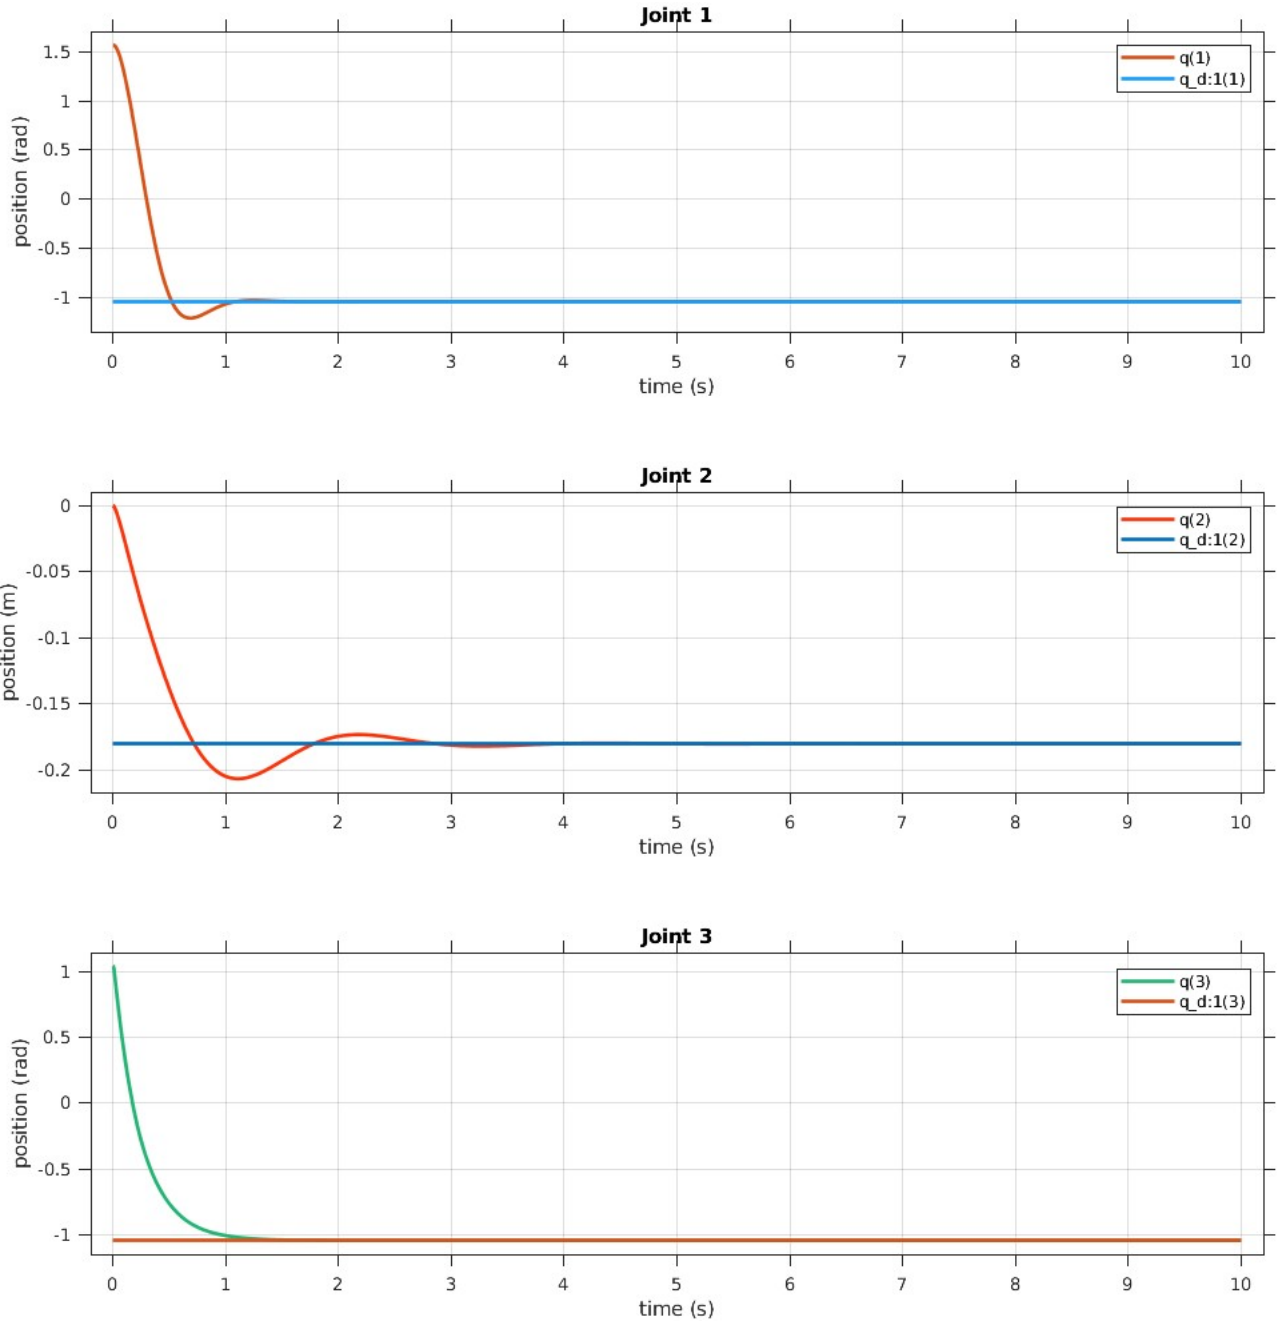 Joint 1
1.5
1
0.5
0
-0.5
-1
position (rad)
q(1)
q_d:1(1)
0 1 2 3 4 5 6 7 8 9 10
time (s)
Joint 2
0
-0.05
-0.1
-0.15
-0.2
position (m)
q(2)
q_d:1(2)
0 1 2 3 4 5 6 7 8 9 10
time (s)
Joint 3
1
0.5
0
-0.5
-1
position (rad)
q(3)
q_d:1(3)
0 1 2 3 4 5 6 7 8 9 10
time (s)